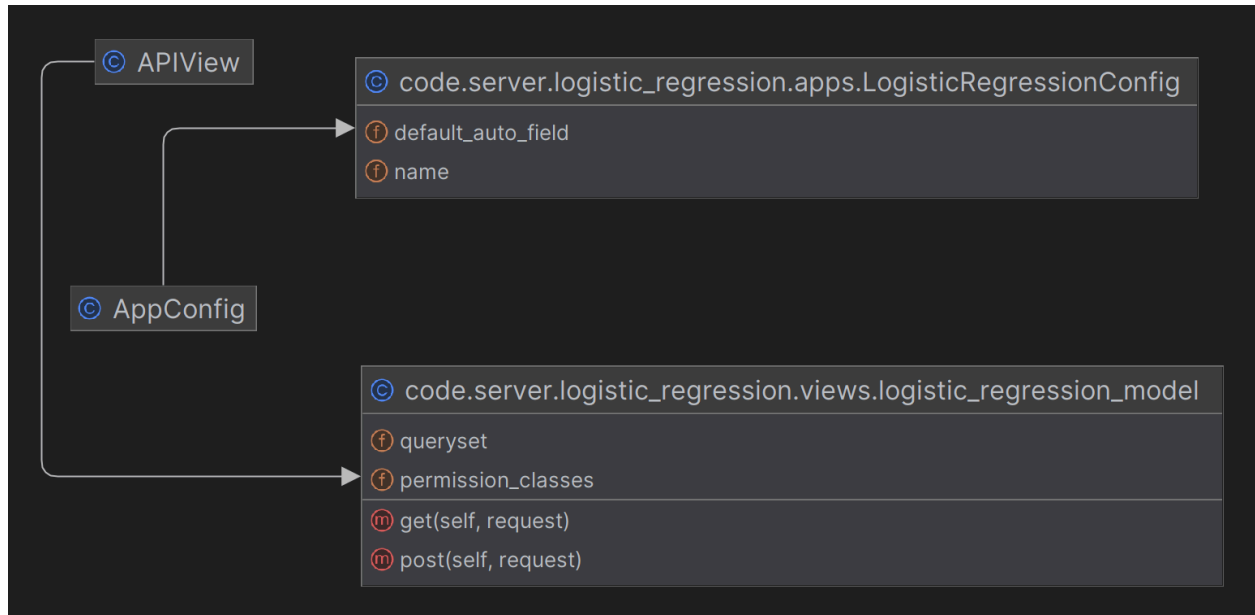 APIView
code.server.logistic_regression.apps.LogisticRegressionConfig
default_auto_field
name
AppConfig
code.server.logistic_regression.views.logistic_regression_model
queryset
permission_classes
get(self, request)
post(self, request)